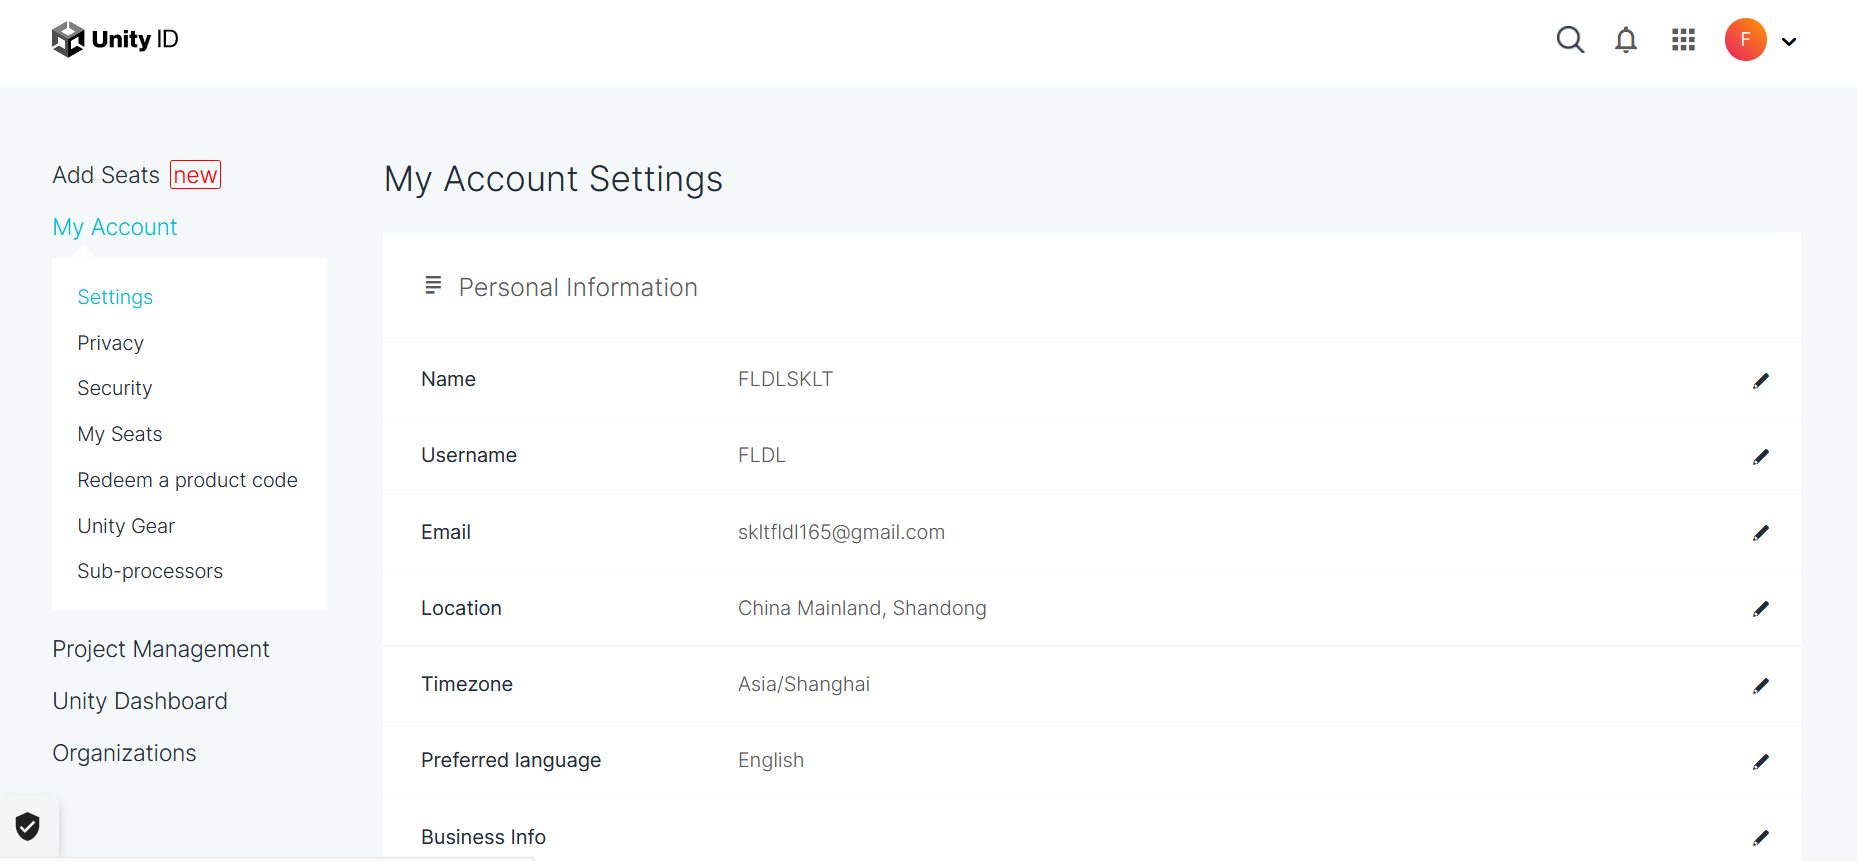 Unity ID
F
Add Seats new
My Account
Settings
Privacy
Security
My Seats
Redeem a product code
Unity Gear
Sub-processors
Project Management
Unity Dashboard
Organizations
My Account Settings
Personal Information
Name FLDLSKLT
Username FLDL
Email skltfldl165@gmail.com
Location China Mainland, Shandong
Timezone Asia/Shanghai
Preferred language English
Business Info